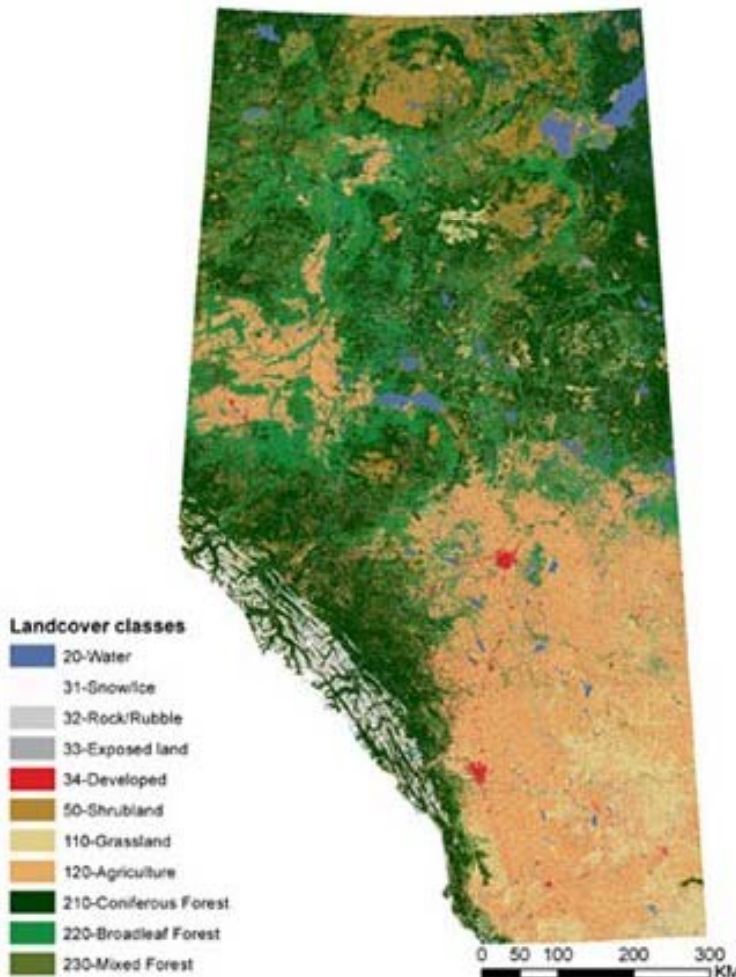 Landcover classes
20-Water
31-Snow/Ice
32-Rock/Rubble
33-Exposed land
34-Developed
50-Shrubland
110-Grassland
120-Agriculture
210-Coniferous Forest
220-Broadleaf Forest
230-Mixed Forest
0 50 100 200 300
Km